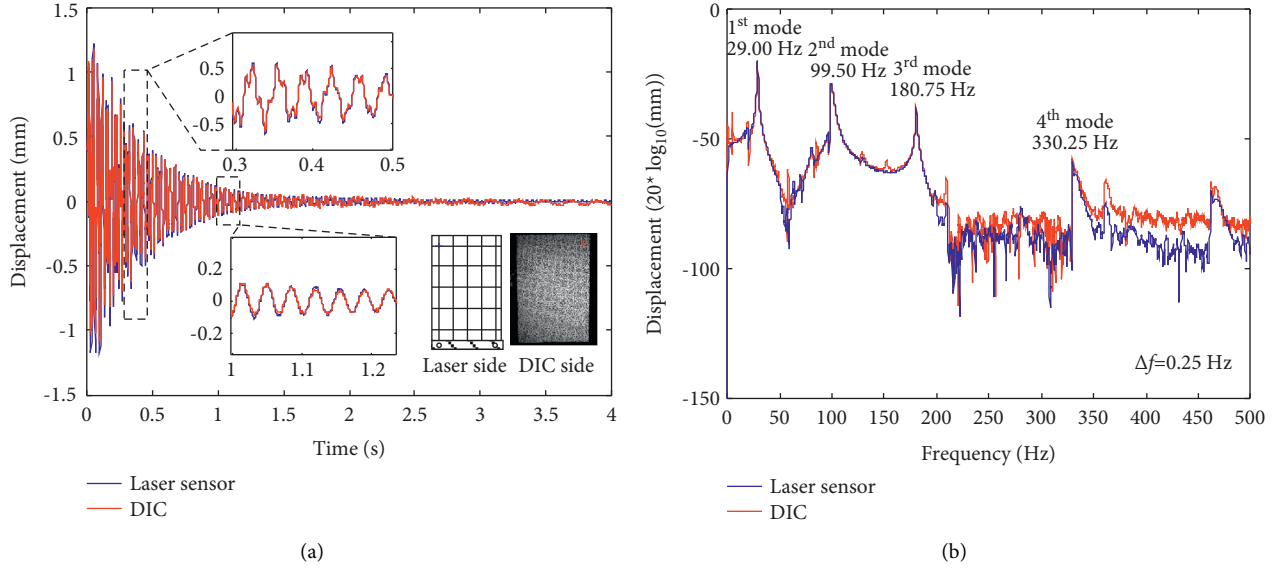 1.5
1
0.5
0
-0.5
-1
-1.5
Displacement (mm)
0 0.5 1 1.5 2 2.5 3 3.5 4
Time (s)
0.5
0
-0.5
0.3 0.4 0.5
0.2
0
-0.2
1 1.1 1.2
Laser side DIC side
Laser sensor
DIC
(a)
-0
-50
-100
-150
Displacement (20* log10(mm))
1st mode
29.00 Hz
2nd mode
99.50 Hz
3rd mode
180.75 Hz
4th mode
330.25 Hz
Δf=0.25 Hz
0 50 100 150 200 250 300 350 400 450 500
Frequency (Hz)
Laser sensor
DIC
(b)